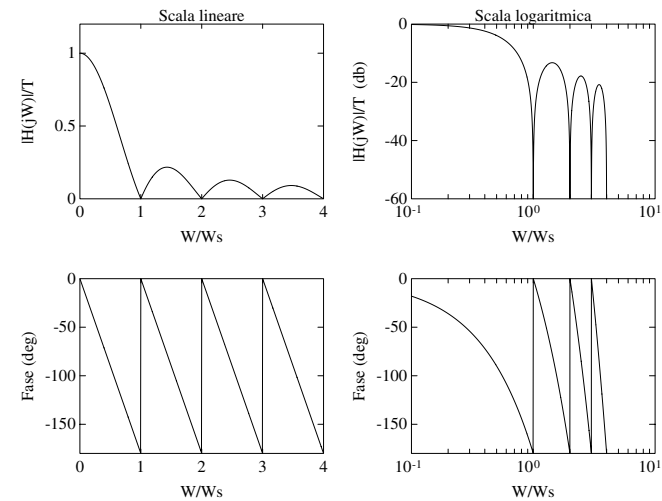 Scala lineare
|H(jW)|/T
1
0.5
0
0 1 2 3 4
W/Ws
Scala logaritmica
|H(jW)|/T (db)
0
-20
-40
-60
10-1 100 101
W/Ws
Fase (deg)
0
-50
-100
-150
0 1 2 3 4
W/Ws
Fase (deg)
0
-50
-100
-150
10-1 100 101
W/Ws